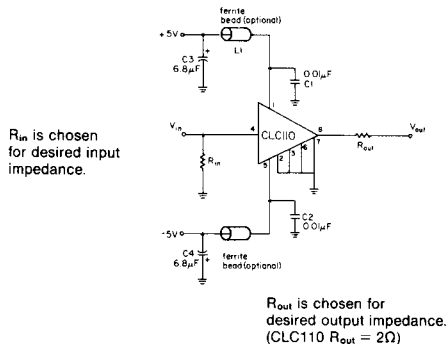 ferrite
bead (optional)
+5V
L1
C3
6.8µF
0.01µF
C1
1
Vin
4
CLC110
8
Vout
Rin
5
2
3
6
7
Rout
Rin is chosen
for desired input
impedance.
-5V
C2
0.01µF
C4
6.8µF
ferrite
bead (optional)
Rout is chosen for
desired output impedance.
(CLC110 Rout = 2Ω)